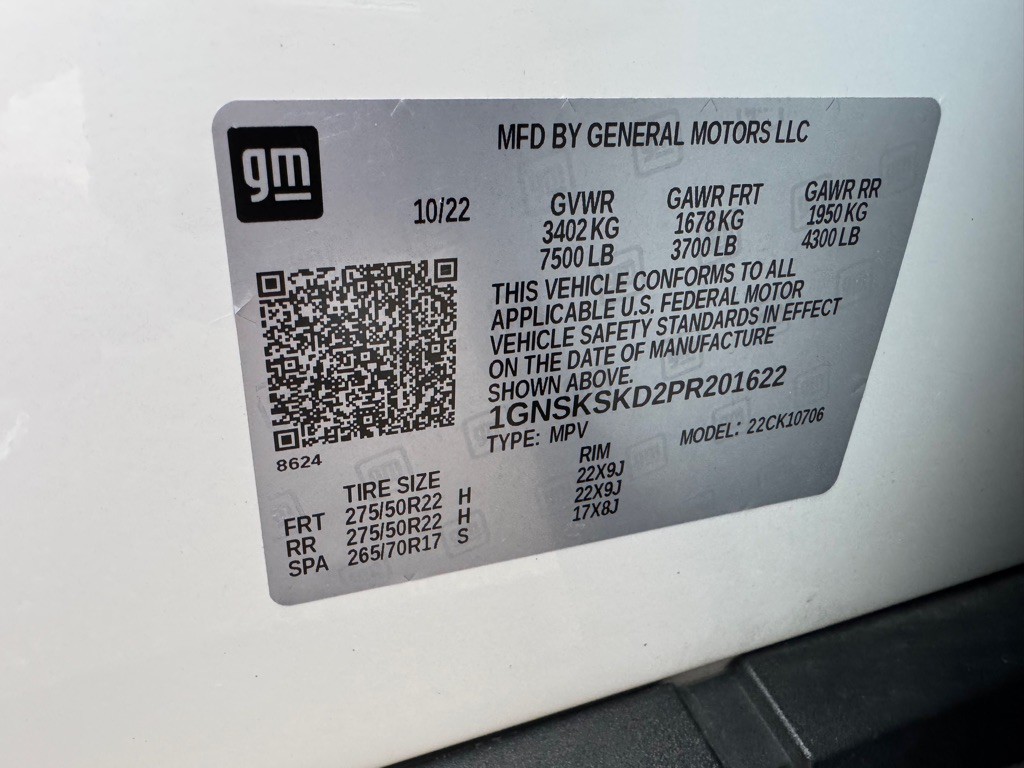 gm
MFD BY GENERAL MOTORS LLC
10/22
GVWR GAWR FRT GAWR RR
3402 KG 1678 KG 1950 KG
7500 LB 3700 LB 4300 LB
THIS VEHICLE CONFORMS TO ALL
APPLICABLE U.S. FEDERAL MOTOR
VEHICLE SAFETY STANDARDS IN EFFECT
ON THE DATE OF MANUFACTURE
SHOWN ABOVE.
1GNSKSKD2PR201622
TYPE: MPV MODEL: 22CK10706
8624
TIRE SIZE RIM
FRT 275/50R22 H 22X9J
RR 275/50R22 H 22X9J
SPA 265/70R17 S 17X8J